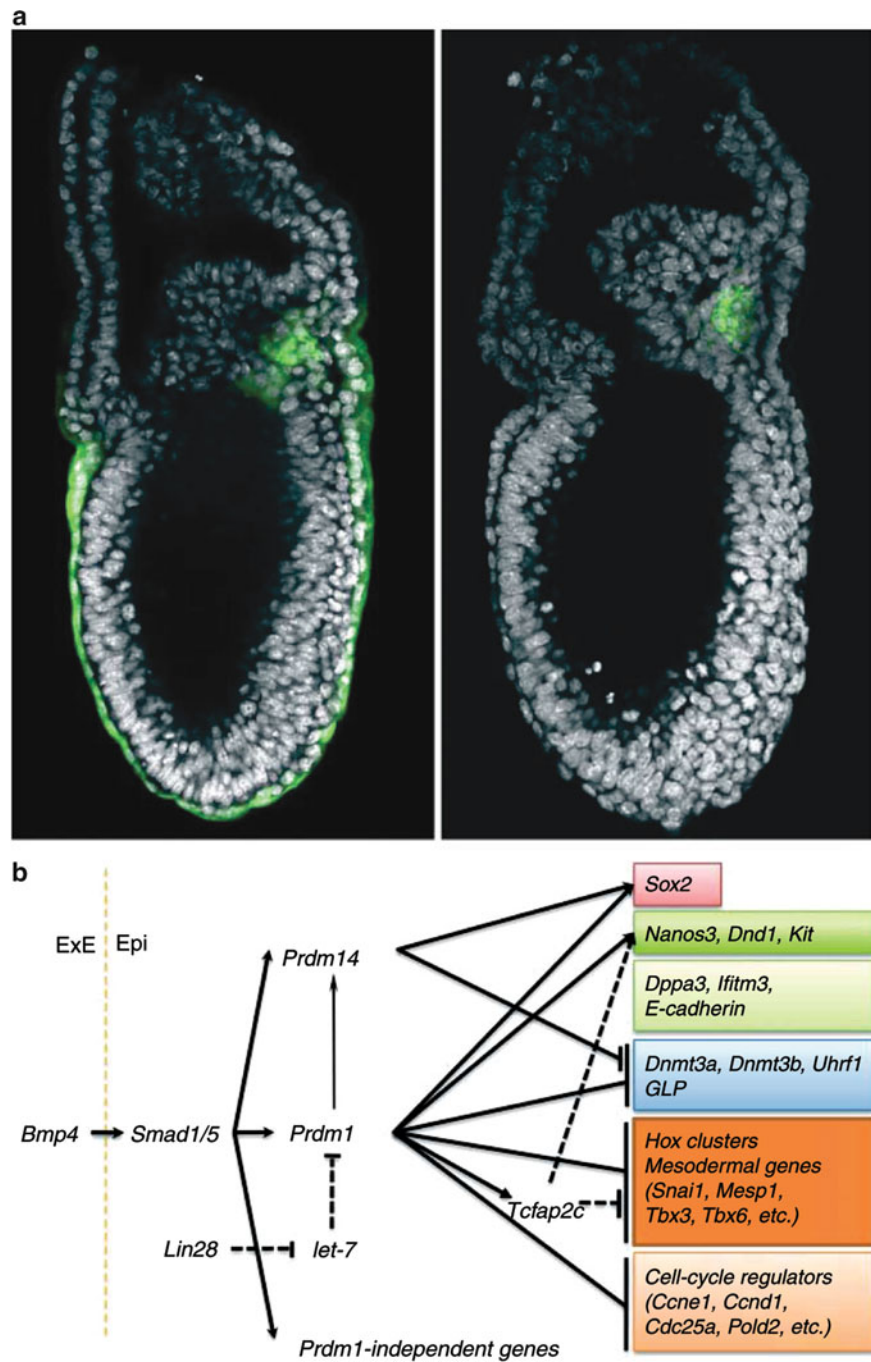 a
b
ExE
Epi
Bmp4
Smad1/5
Prdm14
Prdm1
Lin28
let-7
Prdm1-independent genes
Tcfap2c
Sox2
Nanos3, Dnd1, Kit
Dppa3, Ifitm3,
E-cadherin
Dnmt3a, Dnmt3b, Uhrf1
GLP
Hox clusters
Mesodermal genes
(Snai1, Mesp1,
Tbx3, Tbx6, etc.)
Cell-cycle regulators
(Ccne1, Ccnd1,
Cdc25a, Pold2, etc.)